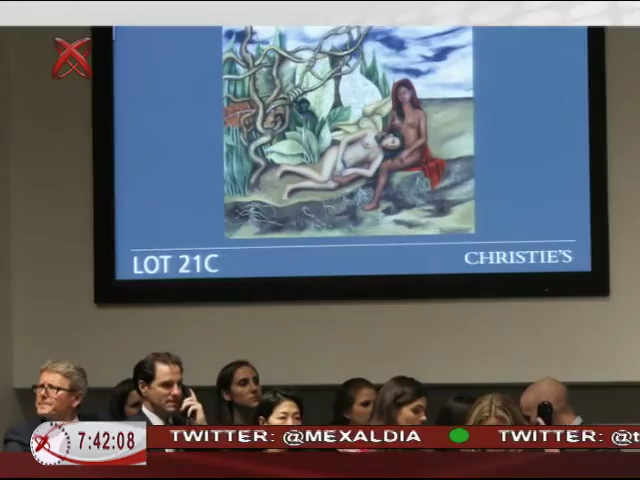 LOT 21C
CHRISTIE'S
7:42:08
TWITTER: @MEXALDIA
TWITTER: @t